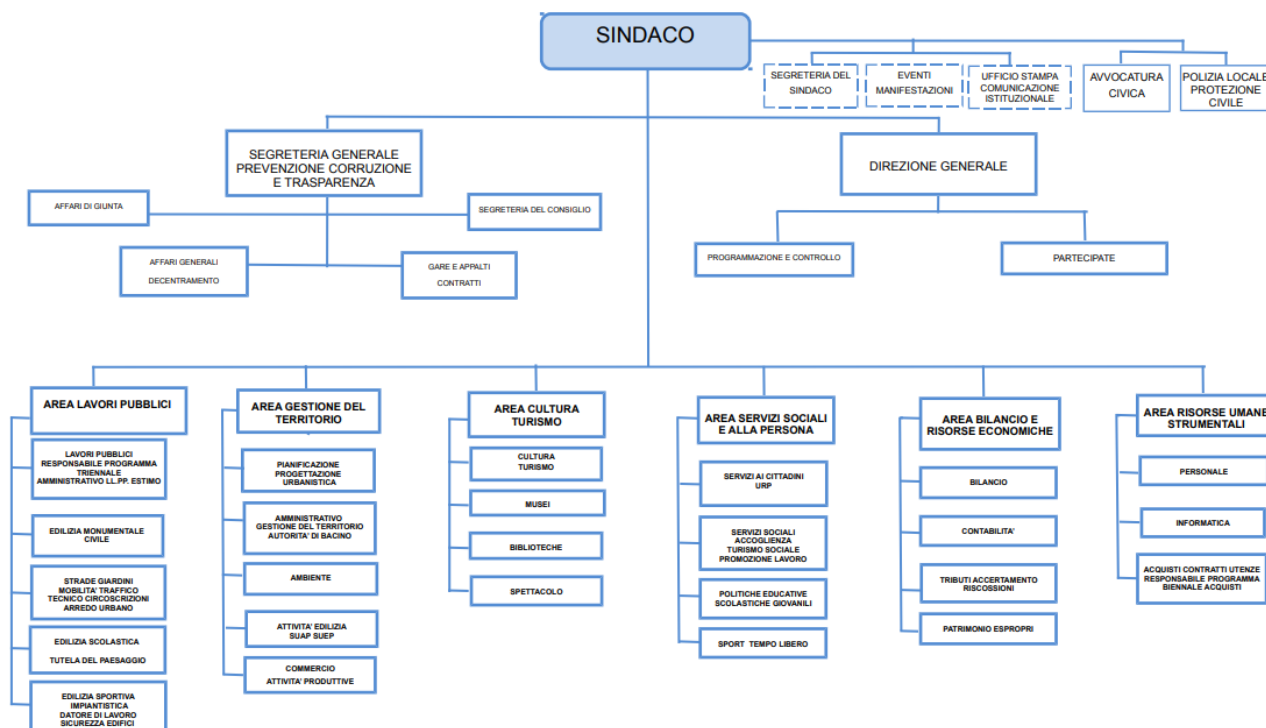 SINDACO
SEGRETERIA DEL
SINDACO
EVENTI
MANIFESTAZIONI
UFFICIO STAMPA
COMUNICAZIONE
ISTITUZIONALE
AVVOCATURA
CIVICA
POLIZIA LOCALE
PROTEZIONE
CIVILE
SEGRETERIA GENERALE
PREVENZIONE CORRUZIONE
E TRASPARENZA
DIREZIONE GENERALE
AFFARI DI GIUNTA
SEGRETERIA DEL CONSIGLIO
AFFARI GENERALI
DECENTRAMENTO
GARE E APPALTI
CONTRATTI
PROGRAMMAZIONE E CONTROLLO
PARTECIPATE
AREA LAVORI PUBBLICI
LAVORI PUBBLICI
RESPONSABILE PROGRAMMA
TRIENNALE
AMMINISTRATIVO LL.PP. ESTIMO
EDILIZIA MONUMENTALE
CIVILE
STRADE GIARDINI
MOBILITA' TRAFFICO
TECNICO CIRCOSCRIZIONI
ARREDO URBANO
EDILIZIA SCOLASTICA
TUTELA DEL PAESAGGIO
EDILIZIA SPORTIVA
IMPIANTISTICA
DATORE DI LAVORO
SICUREZZA EDIFICI
AREA GESTIONE DEL
TERRITORIO
PIANIFICAZIONE
PROGETTAZIONE
URBANISTICA
AMMINISTRATIVO
GESTIONE DEL TERRITORIO
AUTORITA' DI BACINO
AMBIENTE
ATTIVITA' EDILIZIA
SUAP SUEP
COMMERCIO
ATTIVITA' PRODUTTIVE
AREA CULTURA
TURISMO
CULTURA
TURISMO
MUSEI
BIBLIOTECHE
SPETTACOLO
AREA SERVIZI SOCIALI
E ALLA PERSONA
SERVIZI AI CITTADINI
URP
SERVIZI SOCIALI
ACCOGLIENZA
TURISMO SOCIALE
PROMOZIONE LAVORO
POLITICHE EDUCATIVE
SCOLASTICHE GIOVANILI
SPORT TEMPO LIBERO
AREA BILANCIO E
RISORSE ECONOMICHE
BILANCIO
CONTABILITA'
TRIBUTI ACCERTAMENTO
RISCOSSIONI
PATRIMONIO ESPROPRI
AREA RISORSE UMANE
STRUMENTALI
PERSONALE
INFORMATICA
ACQUISTI CONTRATTI UTENZE
RESPONSABILE PROGRAMMA
BIENNALE ACQUISTI